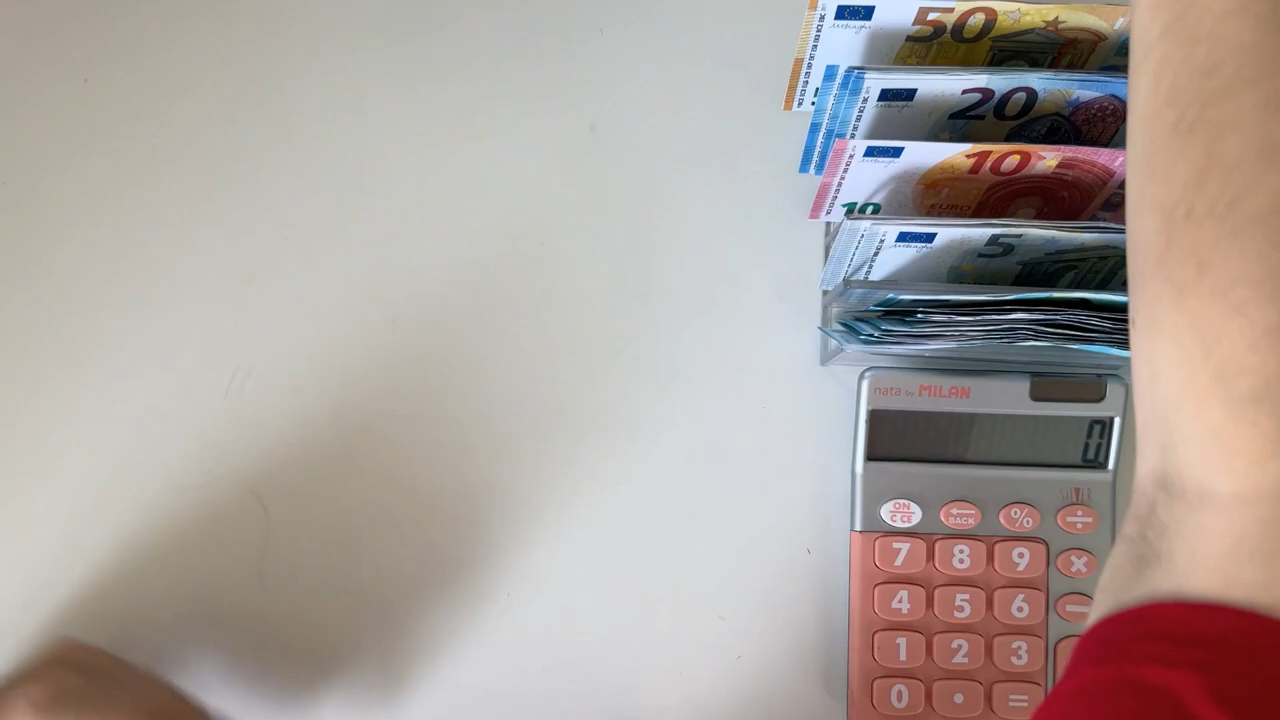 50
20
10
10
EURO
5
nata by MILAN
0
ON
C CE
BACK
%
÷
7 8 9 ×
4 5 6 −
1 2 3
0 . =